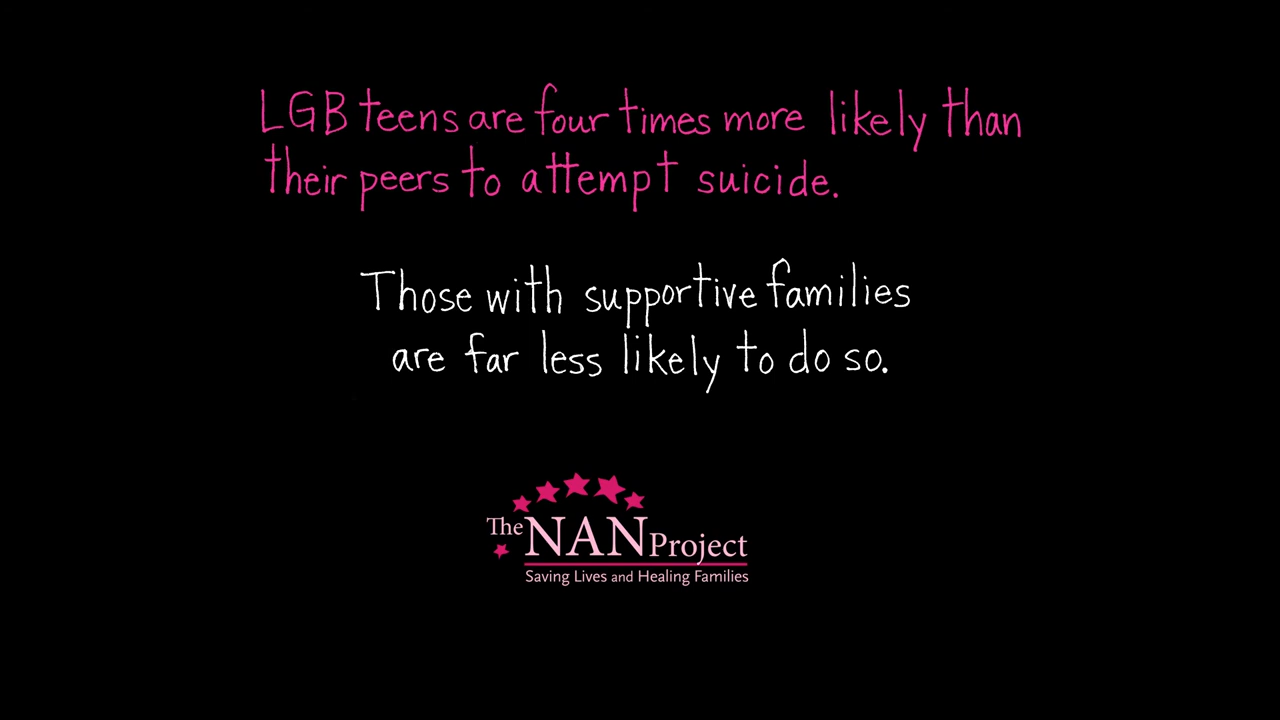 LGB teens are four times more likely than
their peers to attempt suicide.
Those with supportive families
are far less likely to do so.
The NAN Project
Saving Lives and Healing Families